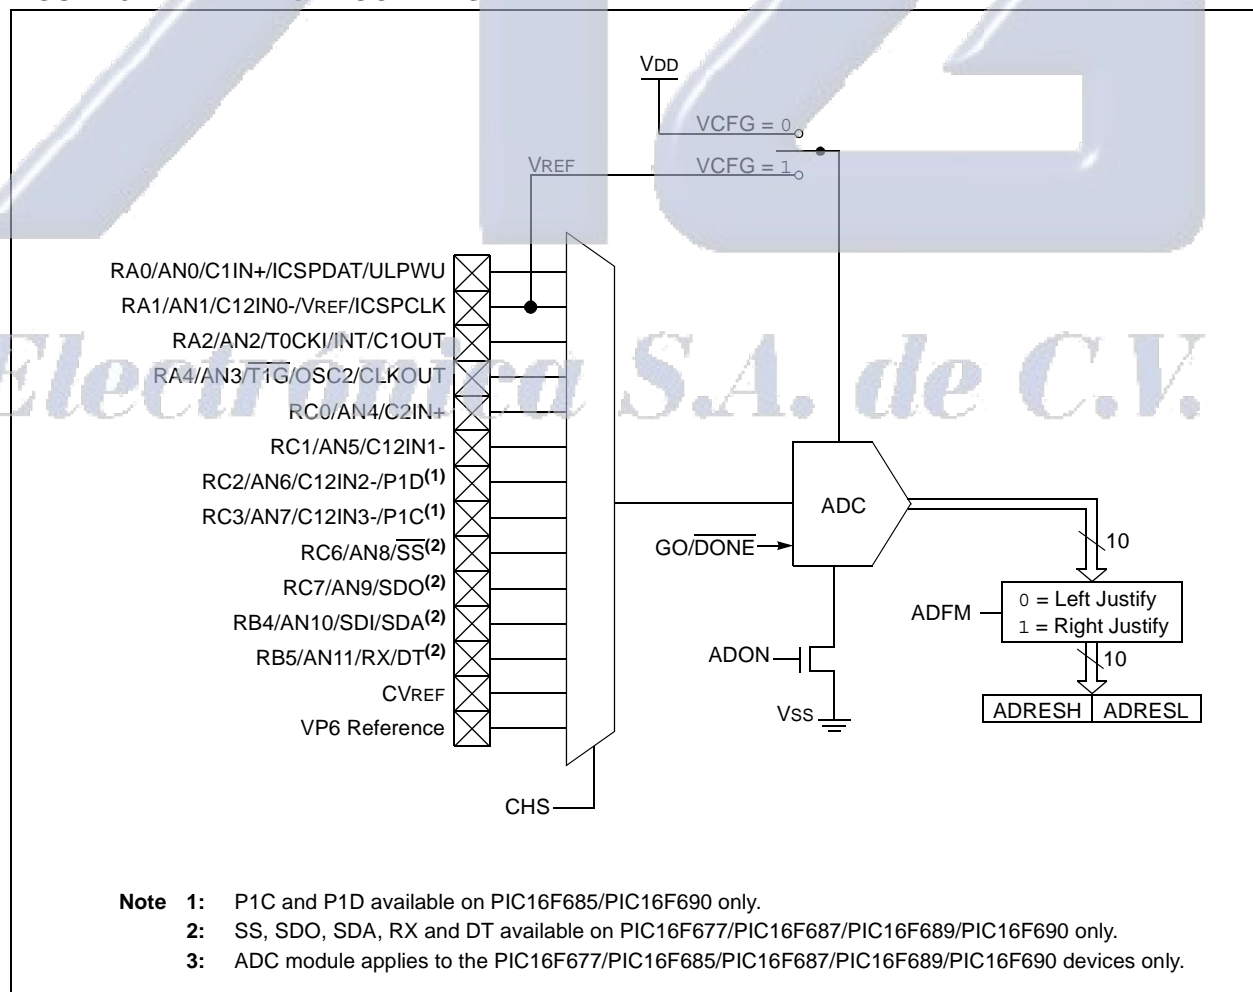 VDD
VCFG = 0
VREF
VCFG = 1
RA0/AN0/C1IN+/ICSPDAT/ULPWU
RA1/AN1/C12IN0-/VREF/ICSPCLK
RA2/AN2/T0CKI/INT/C1OUT
RA4/AN3/T1G/OSC2/CLKOUT
Electrónica S.A. de C.V.
RC0/AN4/C2IN+
RC1/AN5/C12IN1-
RC2/AN6/C12IN2-/P1D(1)
RC3/AN7/C12IN3-/P1C(1)
RC6/AN8/SS(2)
RC7/AN9/SDO(2)
RB4/AN10/SDI/SDA(2)
RB5/AN11/RX/DT(2)
CVREF
VP6 Reference
CHS
ADC
GO/DONE
ADON
VSS
10
ADFM
0 = Left Justify
1 = Right Justify
10
ADRESH ADRESL
Note 1: P1C and P1D available on PIC16F685/PIC16F690 only.
2: SS, SDO, SDA, RX and DT available on PIC16F677/PIC16F687/PIC16F689/PIC16F690 only.
3: ADC module applies to the PIC16F677/PIC16F685/PIC16F687/PIC16F689/PIC16F690 devices only.